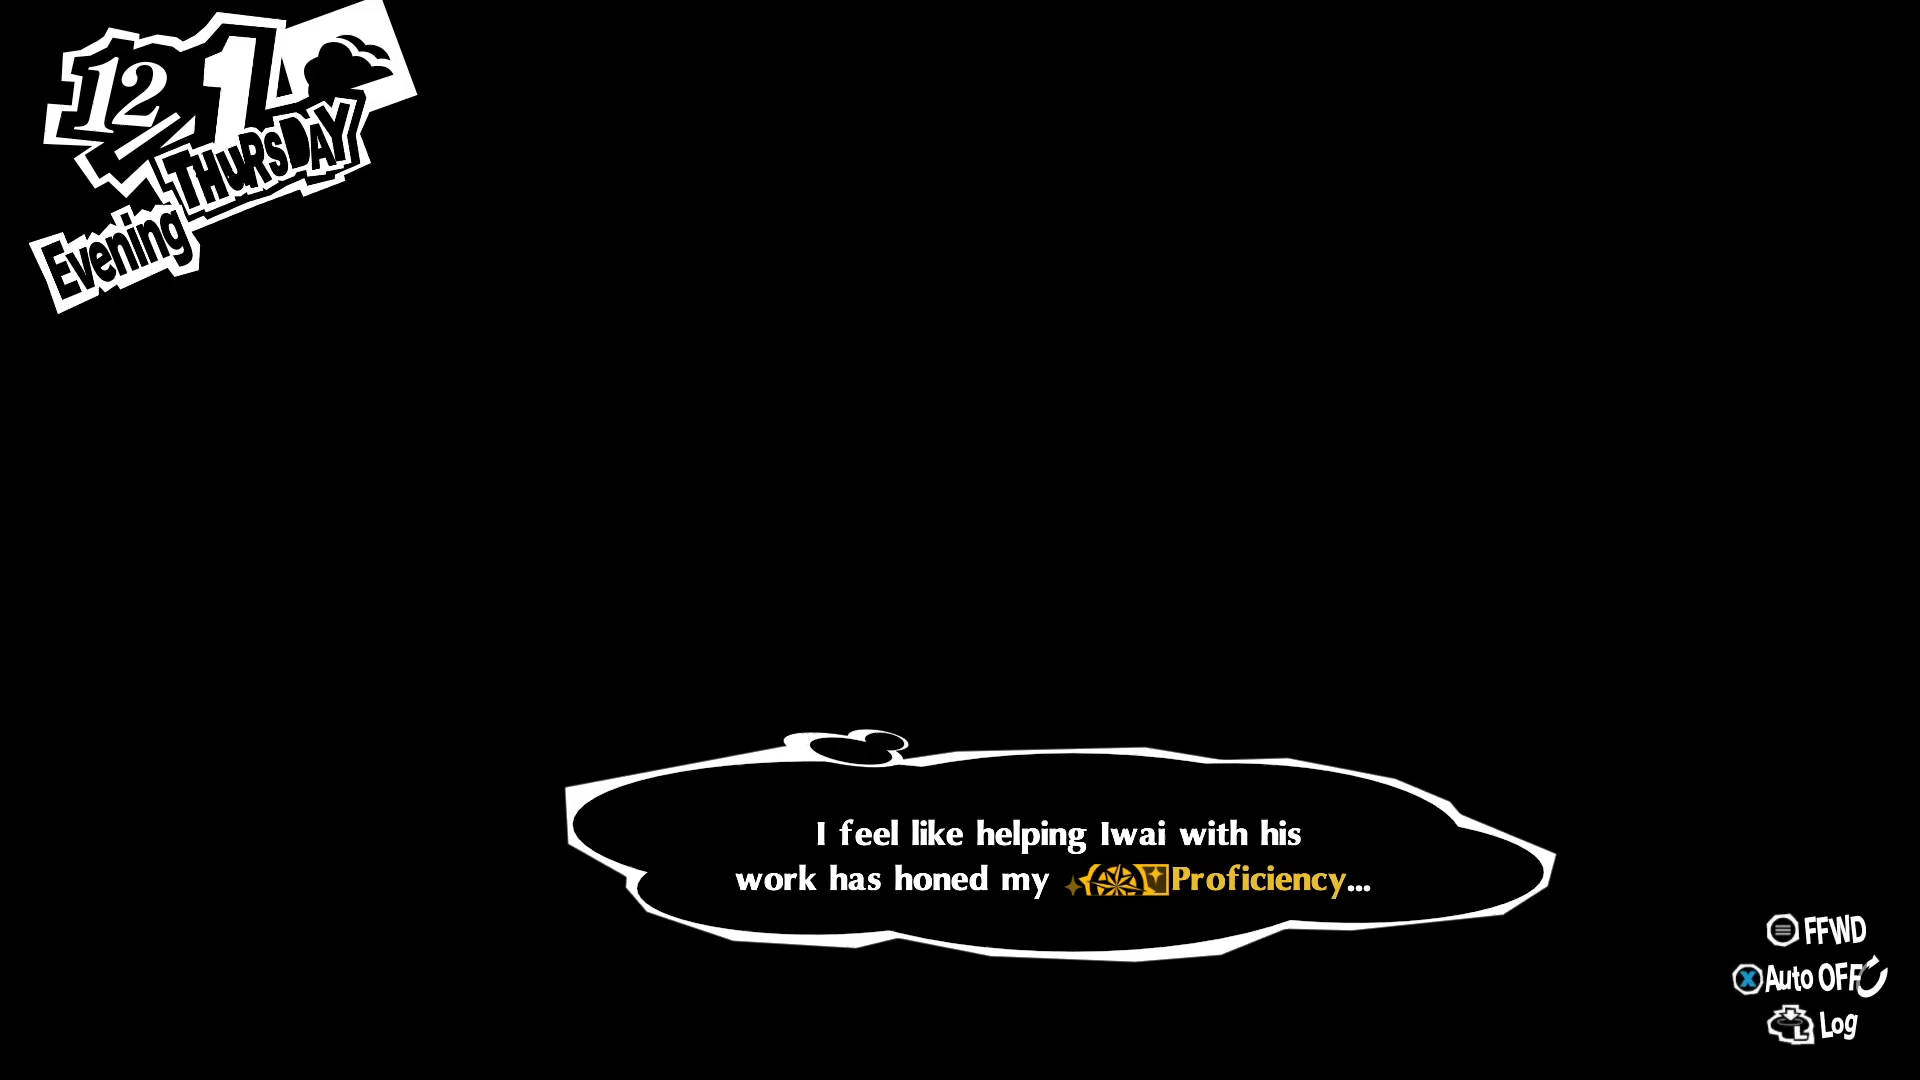 12/1
THURSDAY
Evening
I feel like helping Iwai with his
work has honed my Proficiency...
FFWD
X Auto OFF
L Log